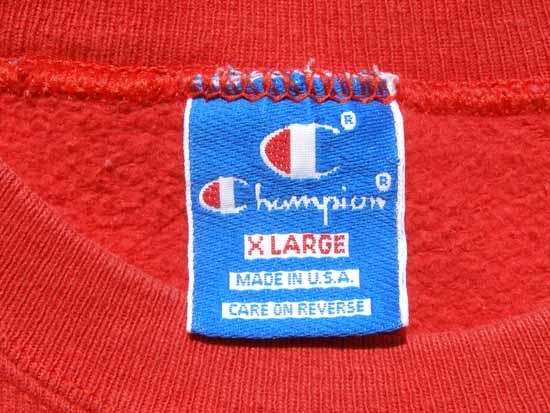 C®
Champion®
X LARGE
MADE IN U.S.A.
CARE ON REVERSE